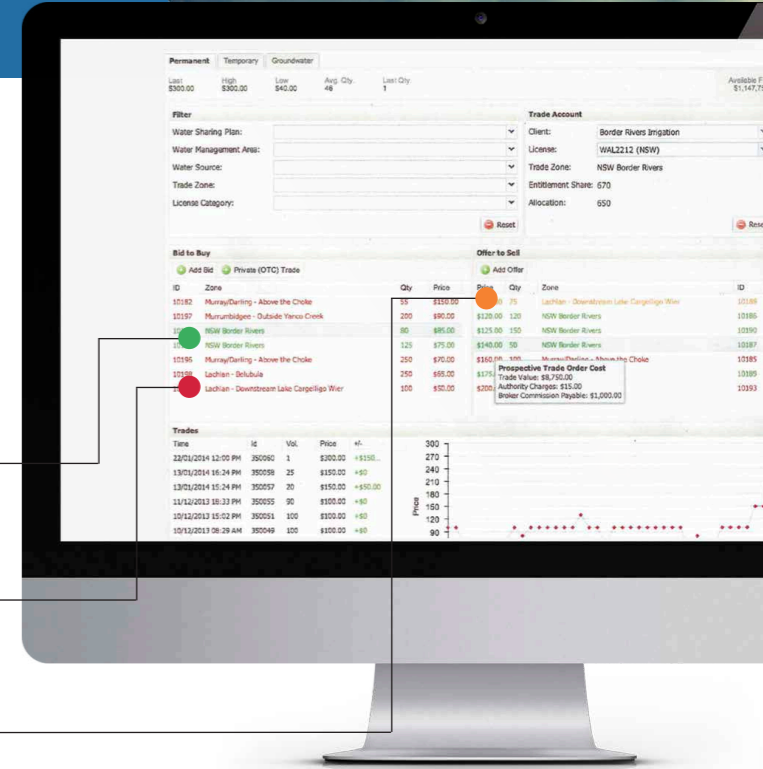 Permanent Temporary Groundwater
Last High Low Avg. Qty. Last Qty.
$300.00 $300.00 $40.00 46 1
Available F
$1,147,75
Filter
Water Sharing Plan:
Water Management Area:
Water Source:
Trade Zone:
License Category:
Reset
Trade Account
Client: Border Rivers Irrigation
License: WAL2212 (NSW)
Trade Zone: NSW Border Rivers
Entitlement Share: 670
Allocation: 650
Rese
Bid to Buy
Add Bid Private (OTC) Trade
ID Zone Qty Price
10182 Murray/Darling - Above the Choke 55 $150.00
10197 Murrumbidgee - Outside Yanco Creek 200 $90.00
NSW Border Rivers 80 $85.00
NSW Border Rivers 125 $75.00
10195 Murray/Darling - Above the Choke 250 $70.00
10198 Lachlan - Belubula 250 $65.00
Lachlan - Downstream Lake Cargelligo Wier 100 $50.00
Offer to Sell
Add Offer
Price Qty Zone ID
75 Lachlan - Downstream Lake Cargelligo Wier
$120.00 120 NSW Border Rivers 10186
$125.00 150 NSW Border Rivers 10190
$140.00 50 NSW Border Rivers 10187
$160.00 100 Murray/Darling - Above the Choke 10185
10193
Prospective Trade Order Cost
Trade Value: $8,750.00
Authority Charges: $15.00
Broker Commission Payable: $1,000.00
Trades
Time Id Vol. Price +/-
22/01/2014 12:00 PM 350060 1 $300.00 +$150...
13/01/2014 16:24 PM 350058 25 $150.00 +$0
13/01/2014 15:24 PM 350057 20 $150.00 +$50.00
11/12/2013 18:33 PM 350055 90 $100.00 +$0
10/12/2013 15:02 PM 350051 100 $100.00 +$0
10/12/2013 08:29 AM 350049 100 $100.00 +$0
Price
300
270
240
210
180
150
120
90